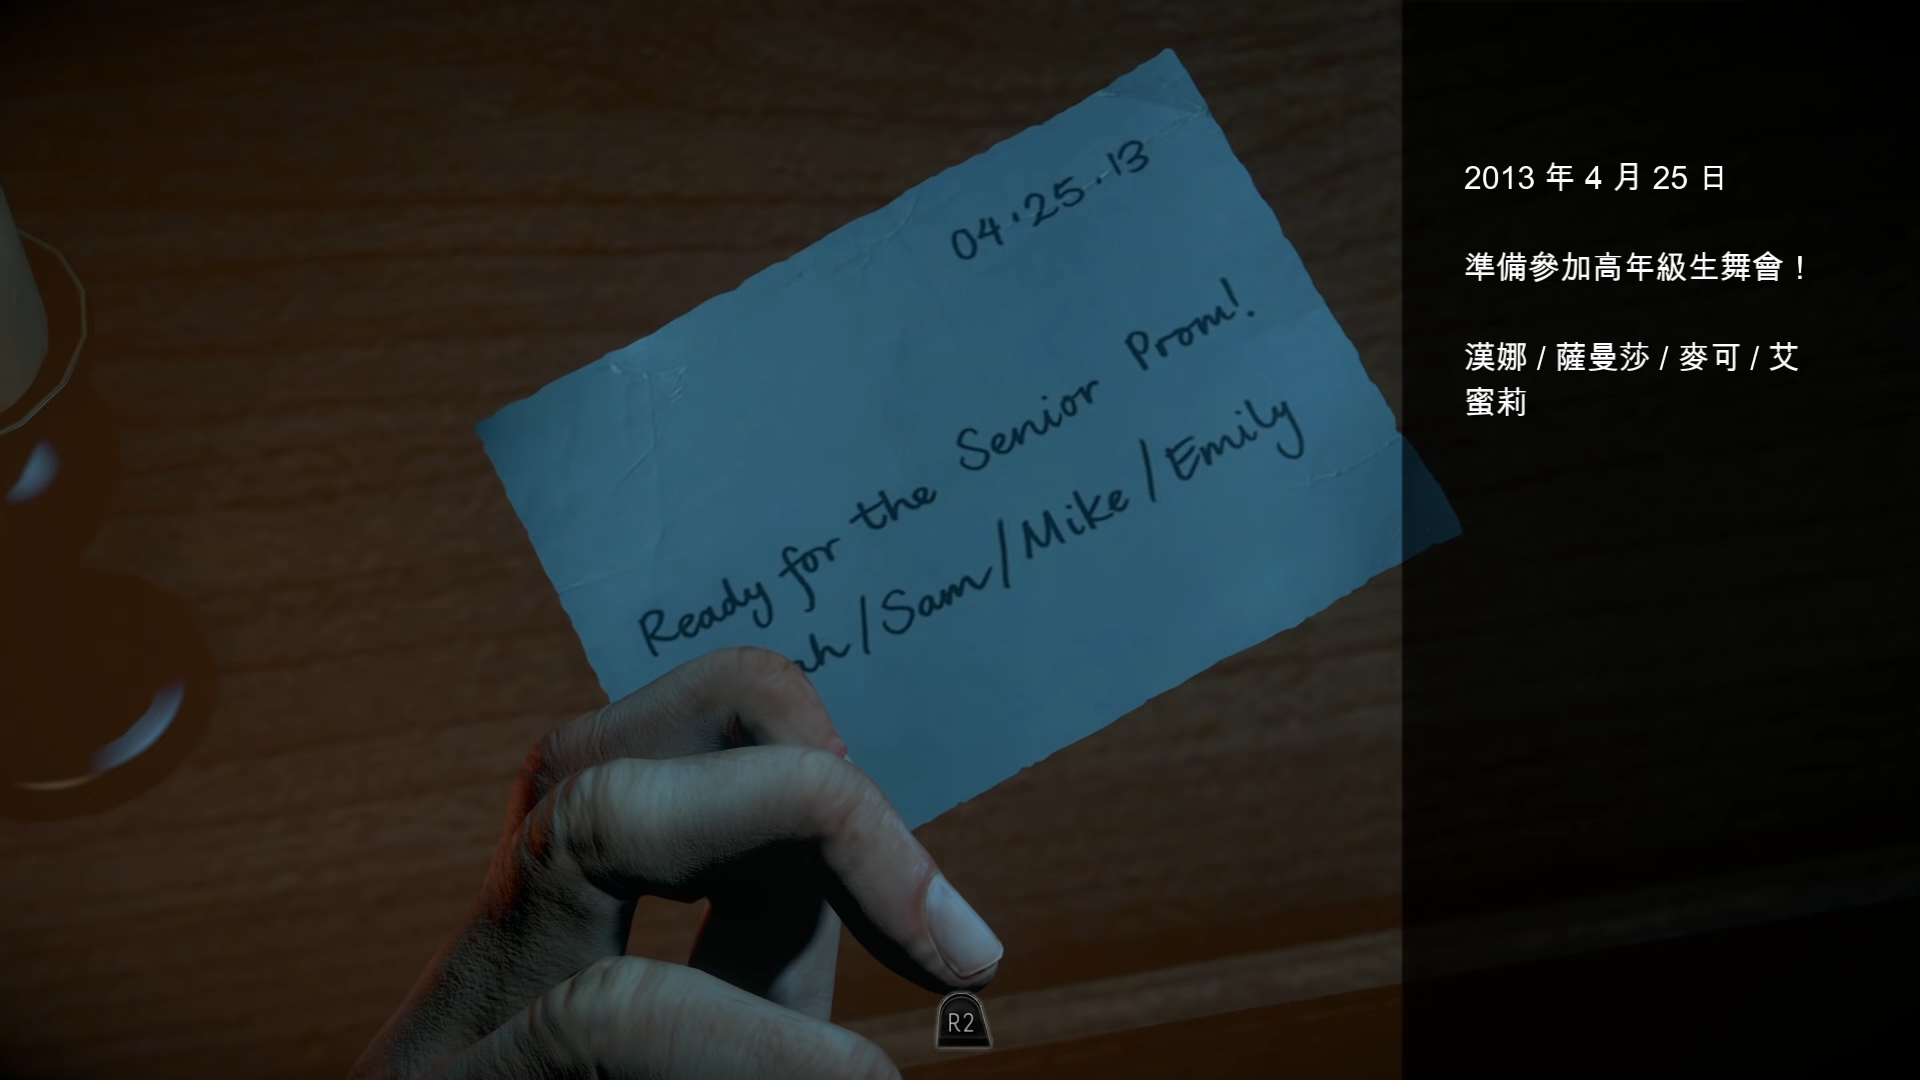 04.25.13
Ready for the Senior Prom!
ah/Sam/Mike/Emily
2013 年 4 月 25 日
準備參加高年級生舞會！
漢娜 / 薩曼莎 / 麥可 / 艾
蜜莉
R2